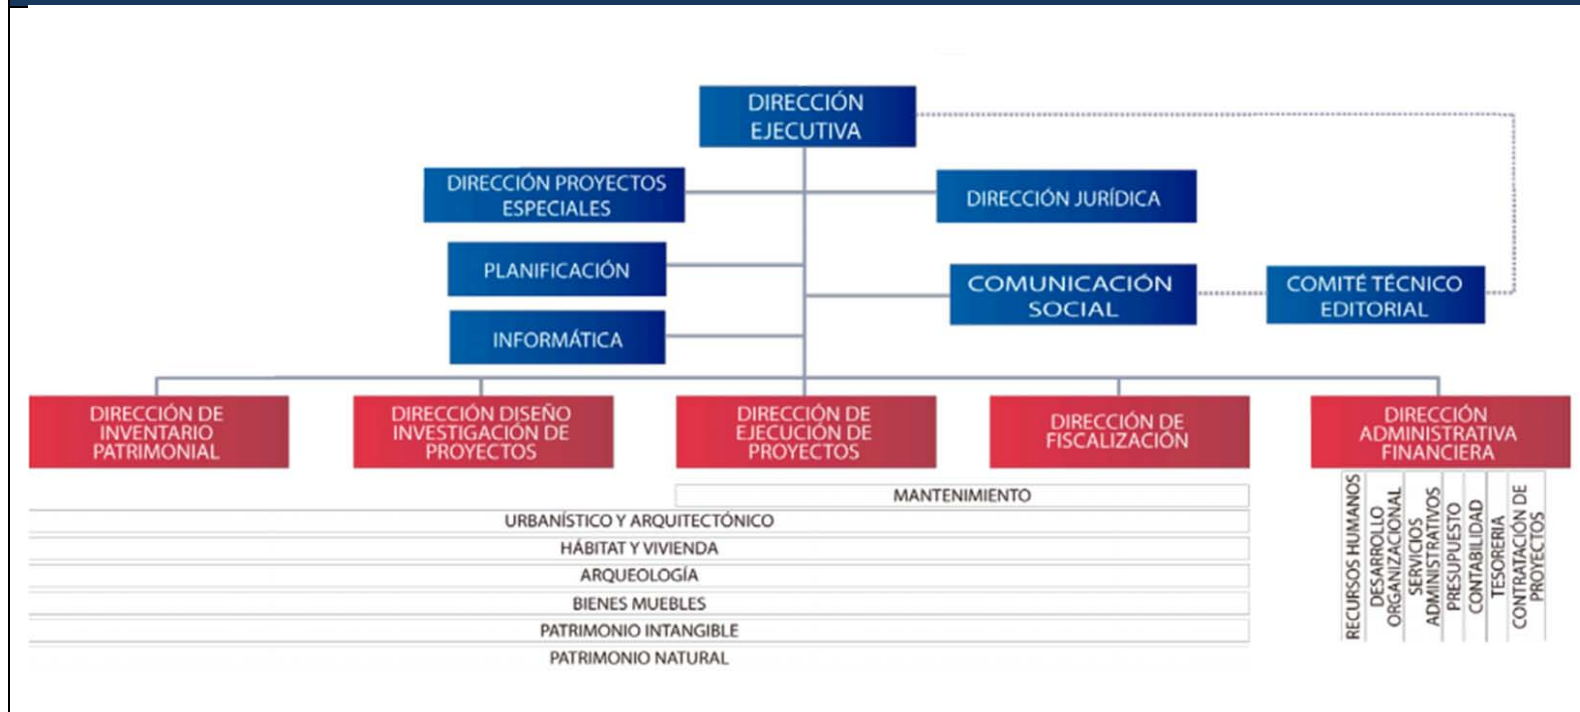 DIRECCIÓN
EJECUTIVA
DIRECCIÓN PROYECTOS
ESPECIALES
DIRECCIÓN JURÍDICA
PLANIFICACIÓN
COMUNICACIÓN
SOCIAL
COMITÉ TÉCNICO
EDITORIAL
INFORMÁTICA
DIRECCIÓN DE
INVENTARIO
PATRIMONIAL
DIRECCIÓN DISEÑO
INVESTIGACIÓN DE
PROYECTOS
DIRECCIÓN DE
EJECUCIÓN DE
PROYECTOS
DIRECCIÓN DE
FISCALIZACIÓN
DIRECCIÓN
ADMINISTRATIVA
FINANCIERA
MANTENIMIENTO
URBANÍSTICO Y ARQUITECTÓNICO
HÁBITAT Y VIVIENDA
ARQUEOLOGÍA
BIENES MUEBLES
PATRIMONIO INTANGIBLE
PATRIMONIO NATURAL
RECURSOS HUMANOS
DESARROLLO
ORGANIZACIONAL
SERVICIOS
ADMINISTRATIVOS
PRESUPUESTO
CONTABILIDAD
TESORERIA
CONTRATACIÓN DE
PROYECTOS